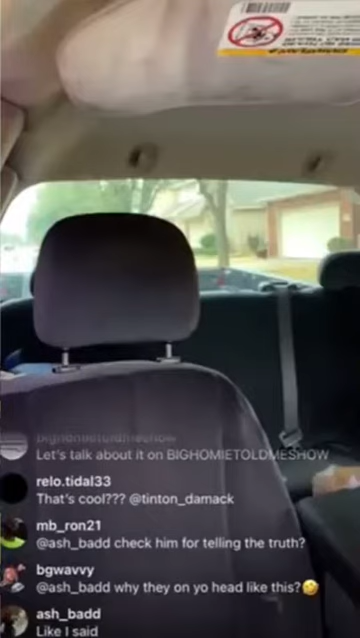 bighomietoldmeshow
Let's talk about it on BIGHOMIETOLDMESHOW
relo.tidal33
That's cool??? @tinton_damack
mb_ron21
@ash_badd check him for telling the truth?
bgwavvy
@ash_badd why they on yo head like this?🤣
ash_badd
Like I said